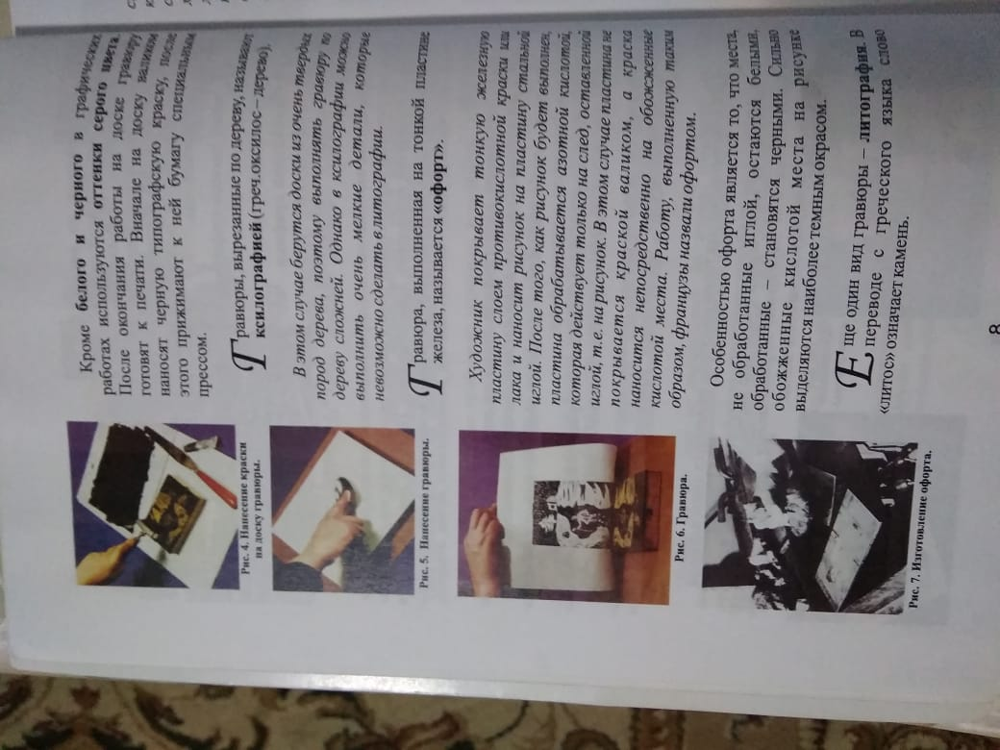 Кроме белого и черного в графических
работах используются оттенки серого цвета.
После окончания работы на доске гравюру
готовят к печати. Вначале на доску валиком
наносят черную типографскую краску, после
этого прижимают к ней бумагу специальным
прессом.
Гравюры, вырезанные по дереву, называют
ксилографией (греч.оксилос – дерево).
В этом случае берутся доски из очень твердых
пород дерева, поэтому выполнять гравюру по
дереву сложней. Однако в ксилографии можно
выполнить очень мелкие детали, которые
невозможно сделать в литографии.
Гравюра, выполненная на тонкой пластине
железа, называется «офорт».
Художник покрывает тонкую железную
пластину слоем противокислотной краски или
лака и наносит рисунок на пластину стальной
иглой. После того, как рисунок будет выполнен,
пластина обрабатывается азотной кислотой,
которая действует только на след, оставленный
иглой, т.е. на рисунок. В этом случае пластина не
покрывается краской валиком, а краска
наносится непосредственно на обожженные
кислотой места. Работу, выполненную таким
образом, французы назвали офортом.
Особенностью офорта является то, что места,
не обработанные иглой, остаются белыми,
обработанные – становятся черными. Сильно
обожженные кислотой места на рисунке
выделяются наиболее темным окрасом.
Еще один вид гравюры – литография. В
переводе с греческого языка слово
«литос» означает камень.
Рис. 4. Нанесение краски
на доску гравюры.
Рис. 5. Нанесение гравюры.
Рис. 6. Гравюра.
Рис. 7. Изготовление офорта.
8